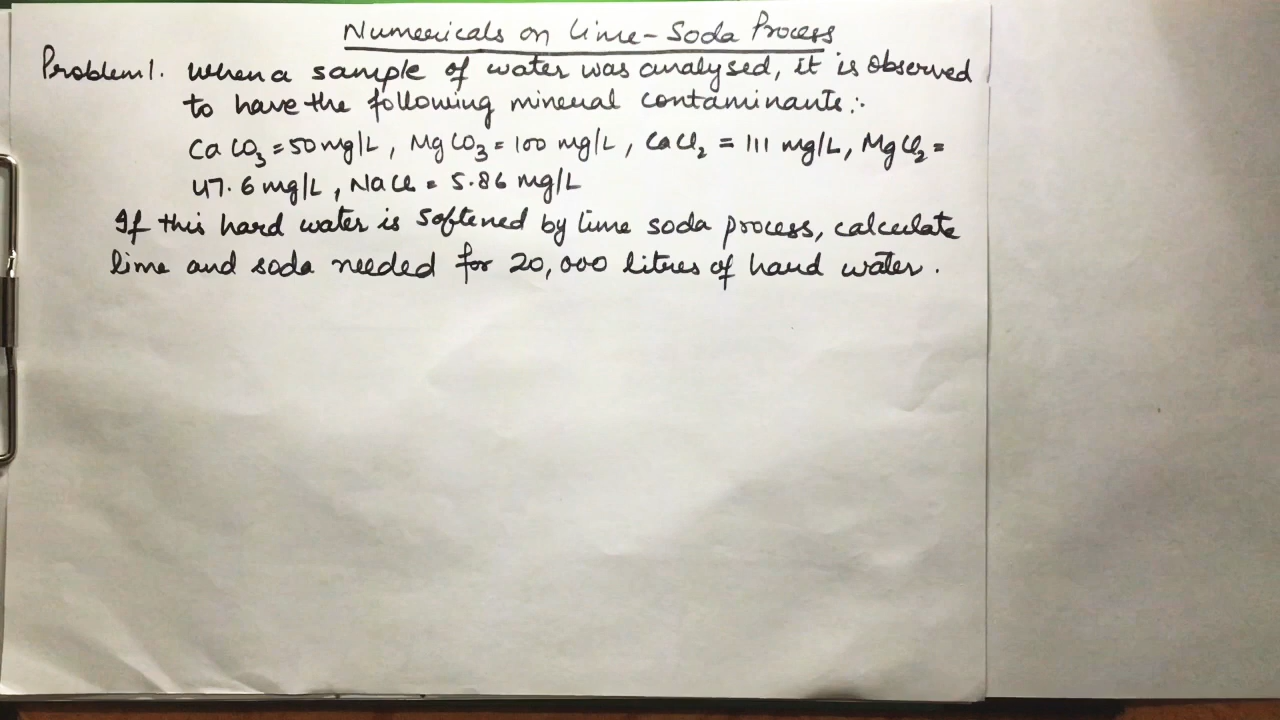 Numericals on Lime-Soda Process
Problem 1. When a sample of water was analysed, it is observed
to have the following mineral contaminants:-
CaCO₃ = 50 mg/L, MgCO₃ = 100 mg/L, CaCl₂ = 111 mg/L, MgCl₂ =
47.6 mg/L, NaCl = 5.86 mg/L
If this hard water is softened by lime soda process, calculate
lime and soda needed for 20,000 litres of hard water.